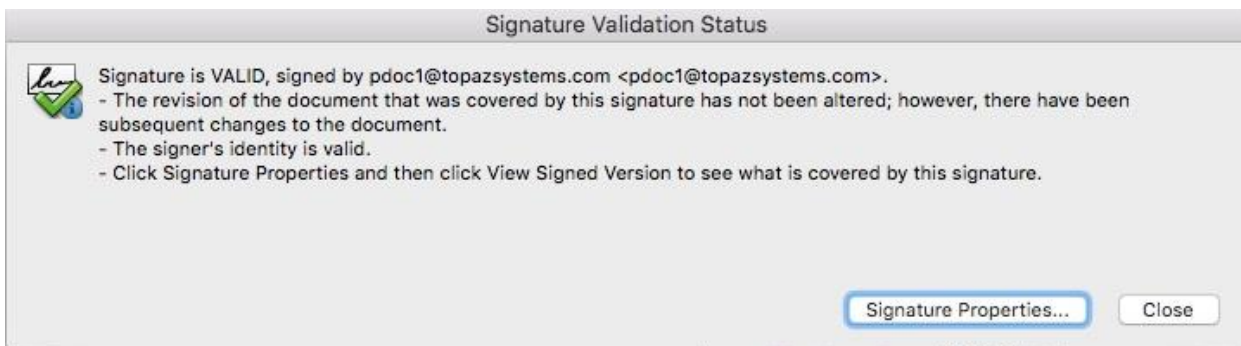 Signature Validation Status
Signature is VALID, signed by pdoc1@topazsystems.com <pdoc1@topazsystems.com>.
- The revision of the document that was covered by this signature has not been altered; however, there have been
subsequent changes to the document.
- The signer's identity is valid.
- Click Signature Properties and then click View Signed Version to see what is covered by this signature.
Signature Properties...
Close